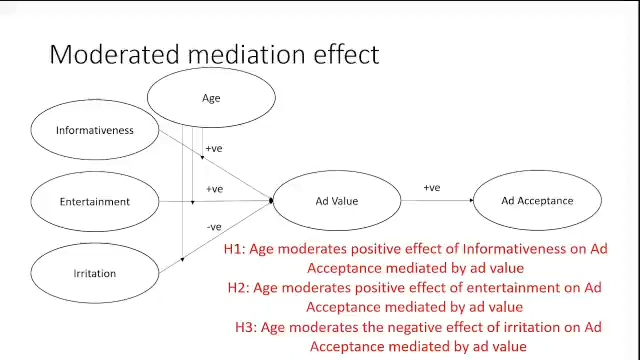 Moderated mediation effect
Age
Informativeness
+ve
Entertainment
+ve
Ad Value
+ve
Ad Acceptance
-ve
Irritation
H1: Age moderates positive effect of Informativeness on Ad
Acceptance mediated by ad value
H2: Age moderates positive effect of entertainment on Ad
Acceptance mediated by ad value
H3: Age moderates the negative effect of irritation on Ad
Acceptance mediated by ad value